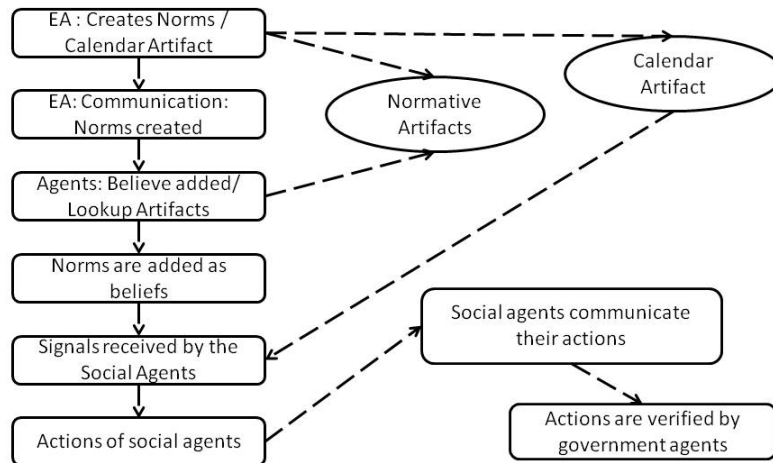 EA : Creates Norms /
Calendar Artifact
EA: Communication:
Norms created
Agents: Believe added/
Lookup Artifacts
Norms are added as
beliefs
Signals received by the
Social Agents
Actions of social agents
Normative
Artifacts
Calendar
Artifact
Social agents communicate
their actions
Actions are verified by
government agents